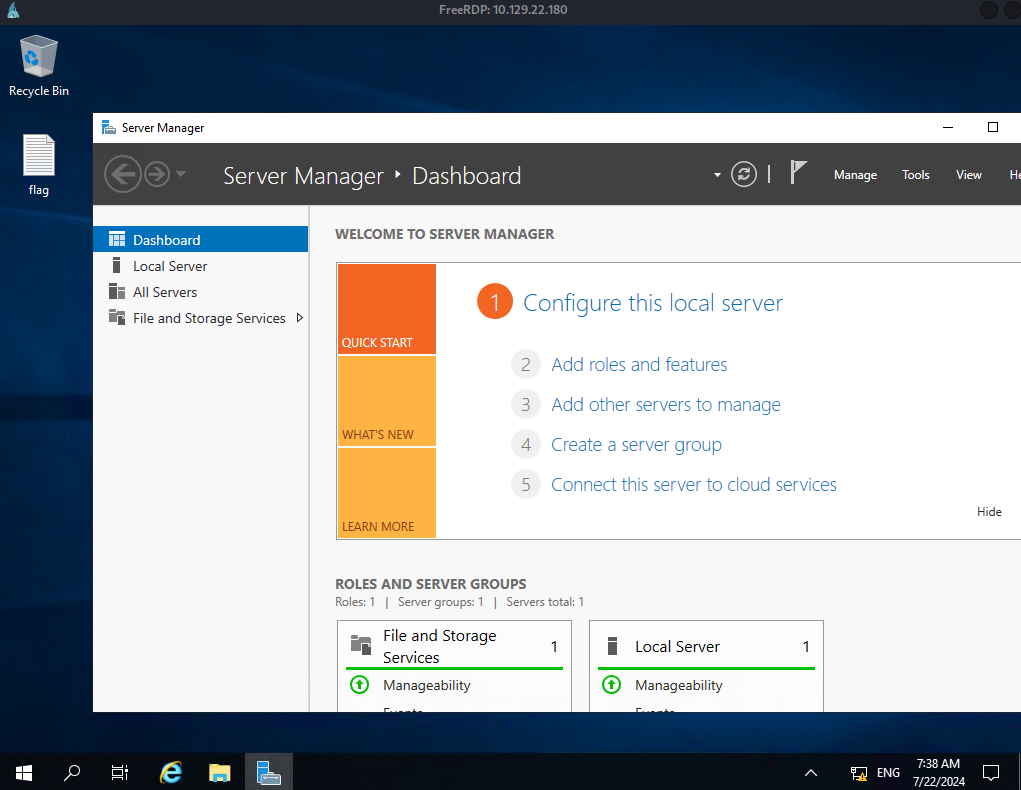 FreeRDP: 10.129.22.180
Recycle Bin
flag
Server Manager
Server Manager Dashboard
Manage Tools View
Dashboard
Local Server
All Servers
File and Storage Services
WELCOME TO SERVER MANAGER
QUICK START
WHAT'S NEW
LEARN MORE
1 Configure this local server
2 Add roles and features
3 Add other servers to manage
4 Create a server group
5 Connect this server to cloud services
Hide
ROLES AND SERVER GROUPS
Roles: 1 | Server groups: 1 | Servers total: 1
File and Storage
Services 1
Manageability
Local Server 1
Manageability
ENG
7:38 AM
7/22/2024